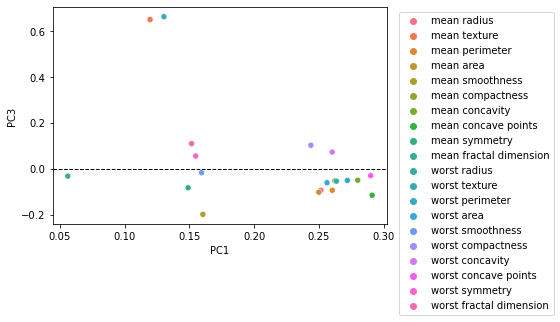 0.6
0.4
0.2
0.0
−0.2
PC3
0.05 0.10 0.15 0.20 0.25 0.30
PC1
mean radius
mean texture
mean perimeter
mean area
mean smoothness
mean compactness
mean concavity
mean concave points
mean symmetry
mean fractal dimension
worst radius
worst texture
worst perimeter
worst area
worst smoothness
worst compactness
worst concavity
worst concave points
worst symmetry
worst fractal dimension